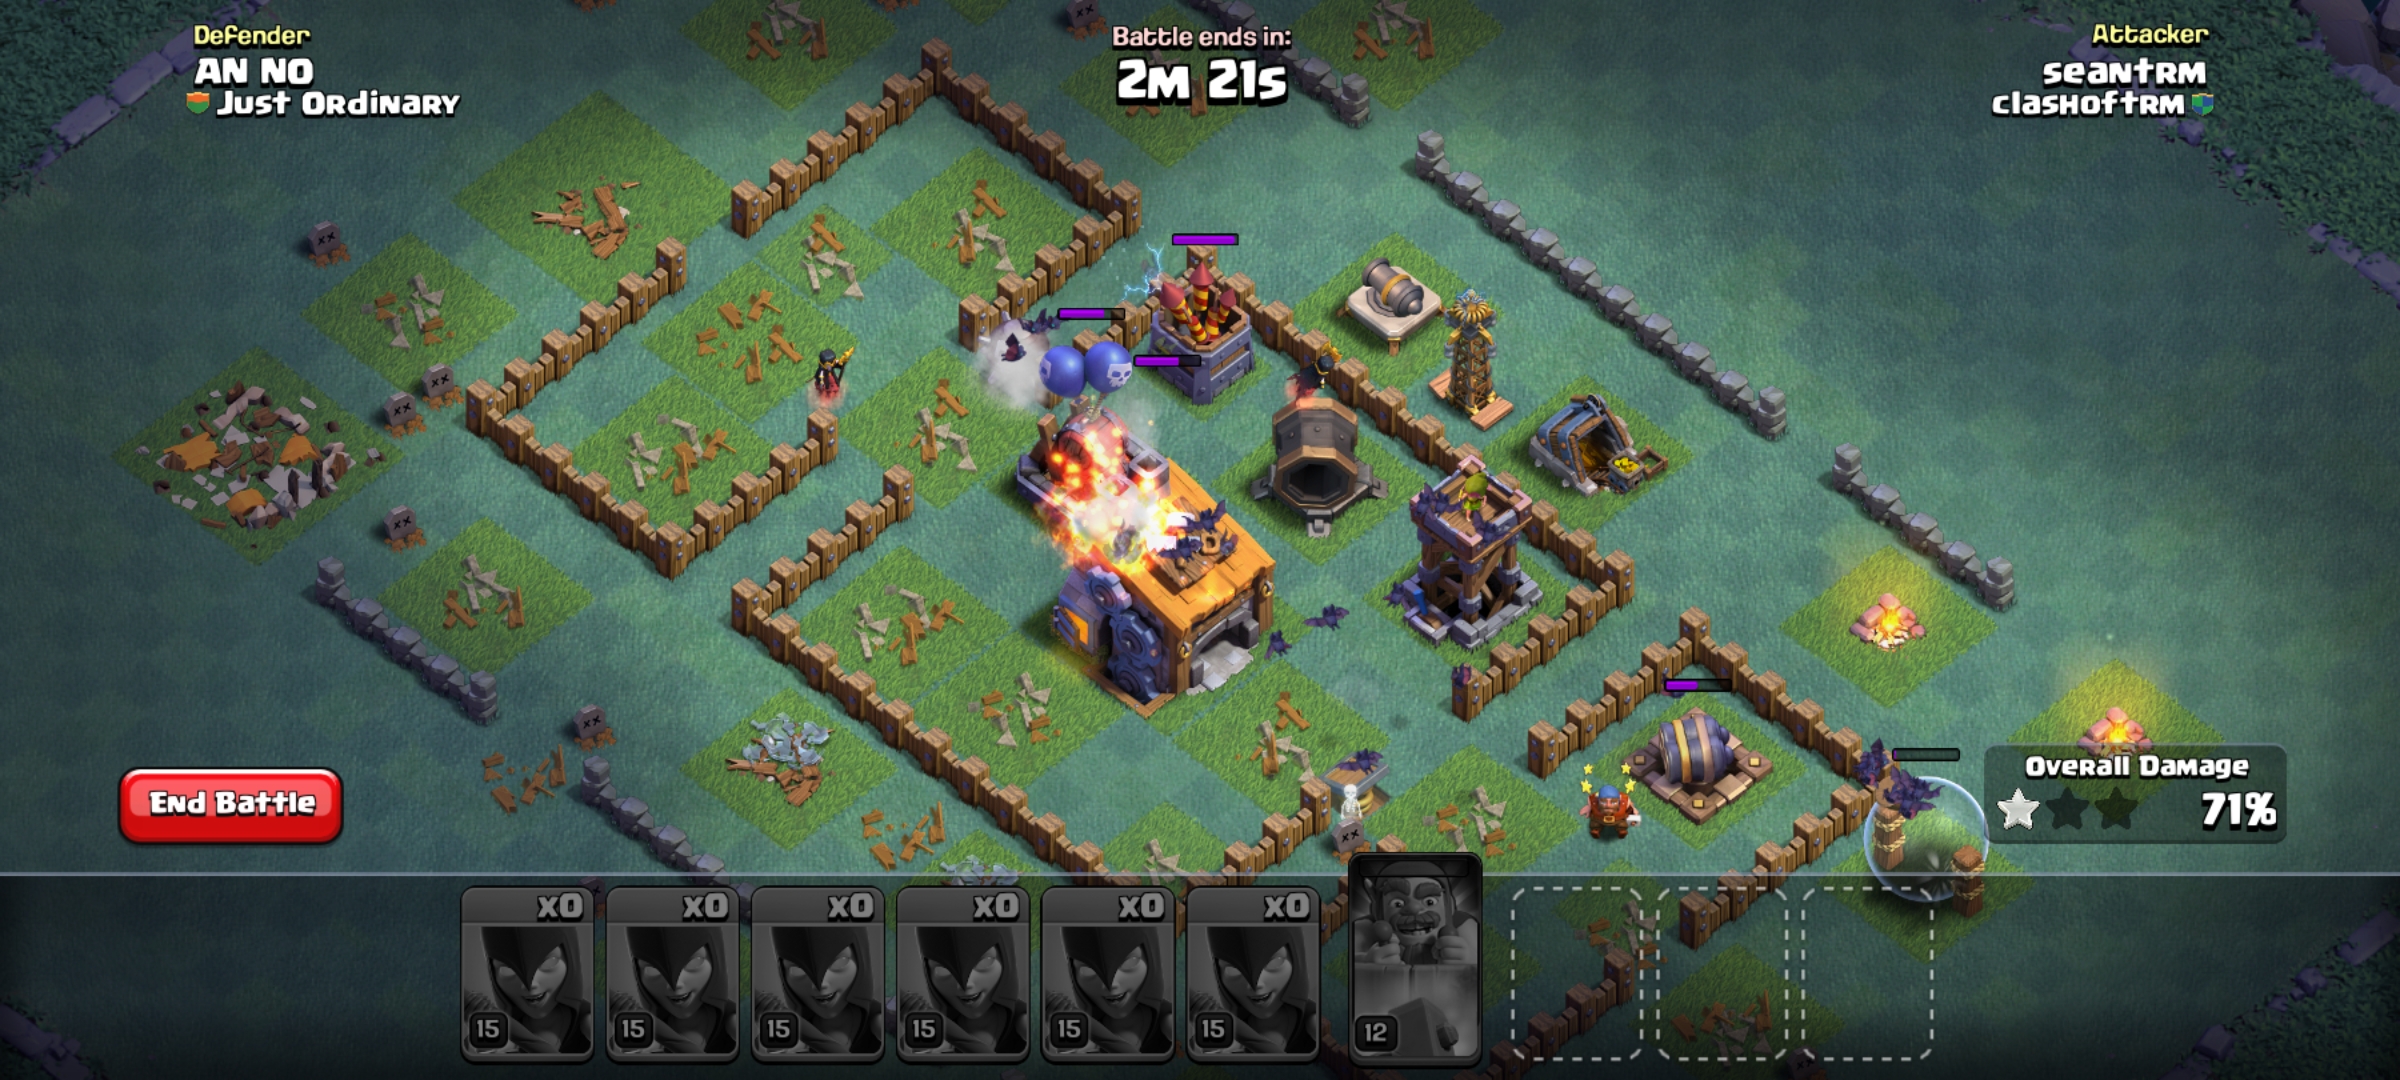 Defender
AN NO
Just Ordinary
Battle ends in:
2M 21s
Attacker
seantRM
clashoftRM
End Battle
Overall Damage
71%
x0
x0
x0
x0
x0
x0
15
15
15
15
15
15
12